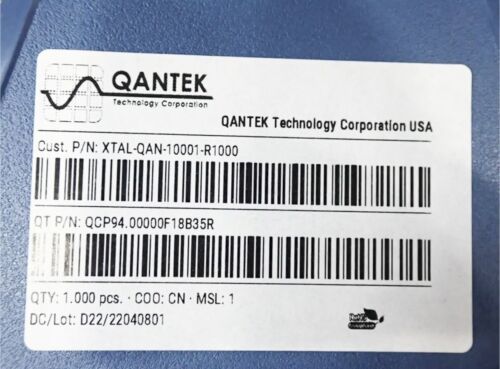 QANTEK
Technology Corporation
QANTEK Technology Corporation USA
Cust. P/N: XTAL-QAN-10001-R1000
QT P/N: QCP94.00000F18B35R
QTY: 1.000 pcs. · COO: CN · MSL: 1
DC/Lot: D22/22040801